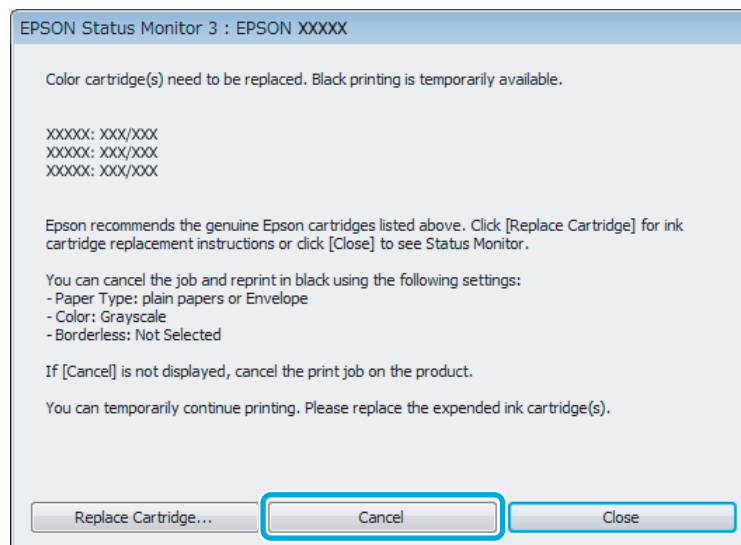 EPSON Status Monitor 3 : EPSON XXXXX
Color cartridge(s) need to be replaced. Black printing is temporarily available.
XXXXX: XXX/XXX
XXXXX: XXX/XXX
XXXXX: XXX/XXX
Epson recommends the genuine Epson cartridges listed above. Click [Replace Cartridge] for ink
cartridge replacement instructions or click [Close] to see Status Monitor.
You can cancel the job and reprint in black using the following settings:
- Paper Type: plain papers or Envelope
- Color: Grayscale
- Borderless: Not Selected
If [Cancel] is not displayed, cancel the print job on the product.
You can temporarily continue printing. Please replace the expended ink cartridge(s).
Replace Cartridge... Cancel Close